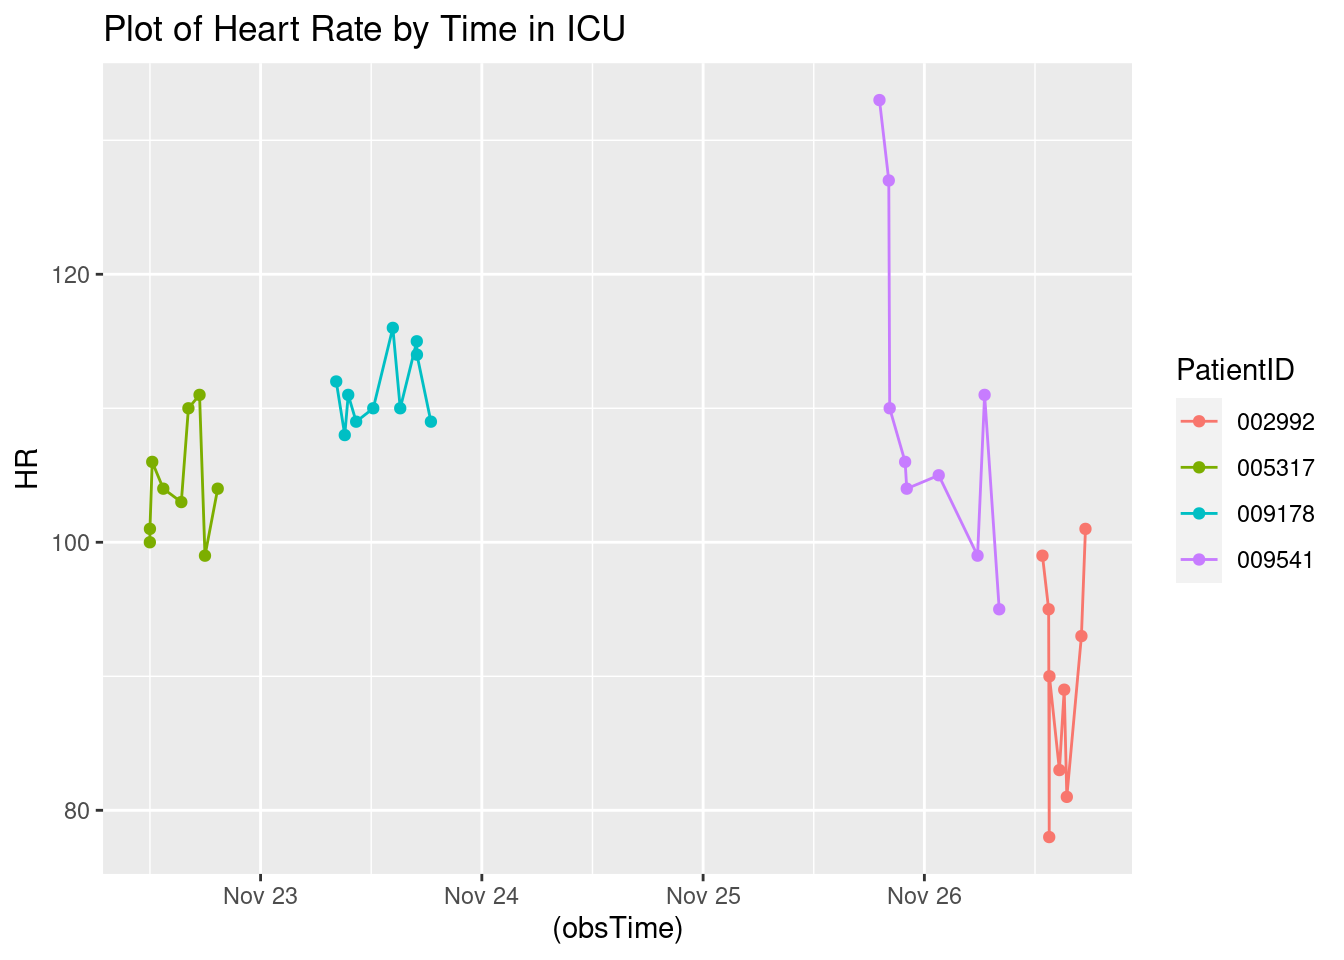 Plot of Heart Rate by Time in ICU
120
100
80
HR
Nov 23
Nov 24
Nov 25
Nov 26
(obsTime)
PatientID
002992
005317
009178
009541